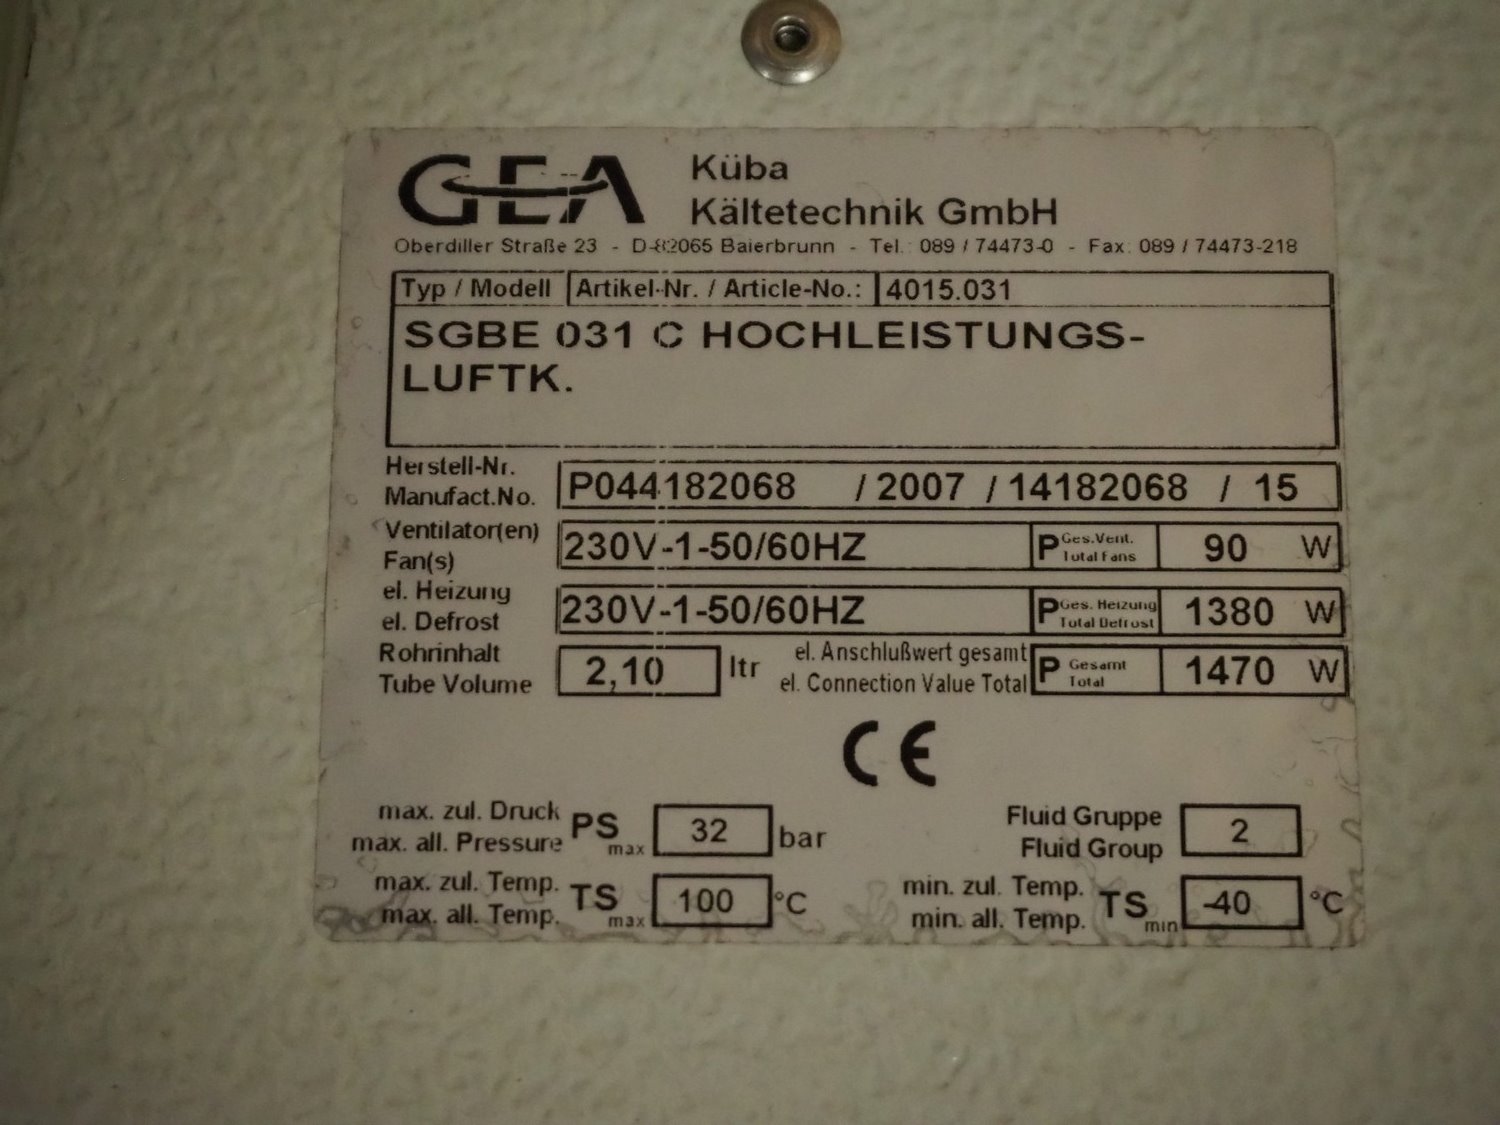 GEA Küba
Kältetechnik GmbH
Oberdiller Straße 23 - D-82065 Baierbrunn - Tel.: 089 / 74473-0 - Fax: 089 / 74473-218
Typ / Modell Artikel-Nr. / Article-No.: 4015.031
SGBE 031 C HOCHLEISTUNGS-
LUFTK.
Herstell-Nr.
Manufact.No. P044182068 / 2007 / 14182068 / 15
Ventilator(en)
Fan(s) 230V-1-50/60HZ P Ges.Vent. Total Fans 90 W
el. Heizung
el. Defrost 230V-1-50/60HZ P Ges. Heizung Total Defrost 1380 W
Rohrinhalt
Tube Volume 2,10 ltr
el. Anschlußwert gesamt
el. Connection Value Total P Gesamt Total 1470 W
CE
max. zul. Druck
max. all. Pressure PS max 32 bar
Fluid Gruppe
Fluid Group 2
max. zul. Temp.
max. all. Temp. TS max 100 °C
min. zul. Temp.
min. all. Temp. TS min -40 °C